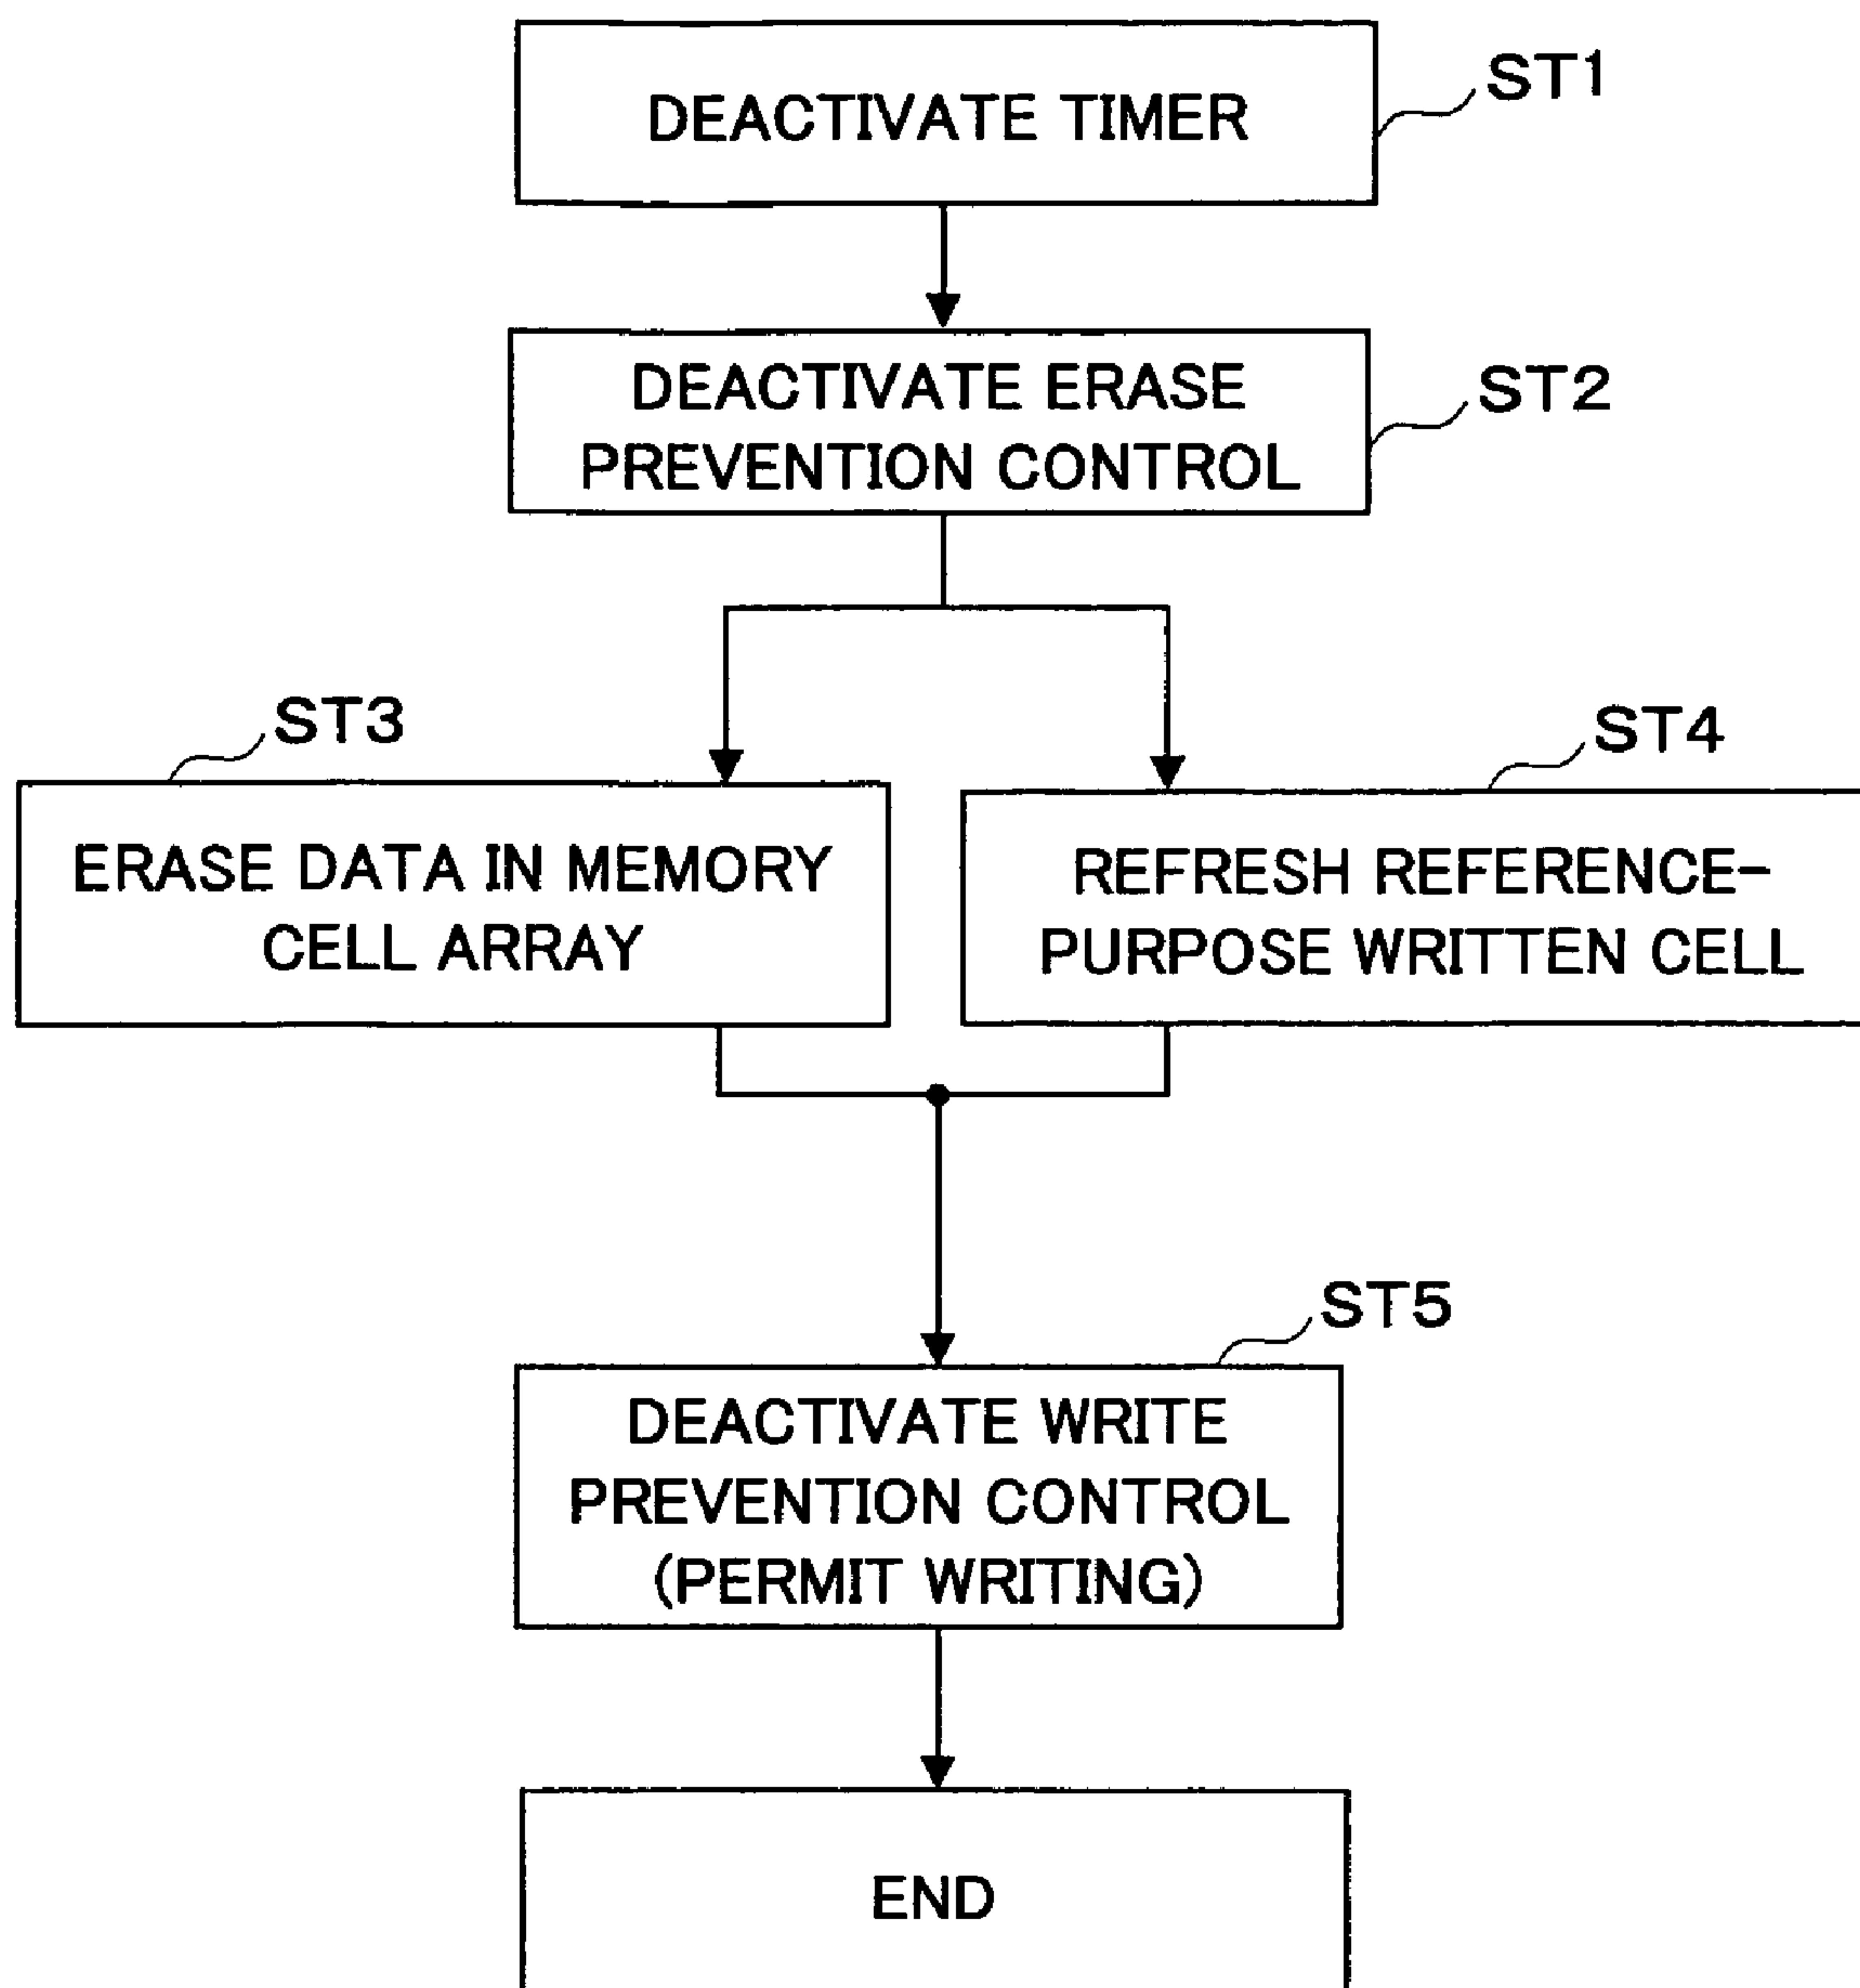 DEACTIVATE TIMER
ST1
DEACTIVATE ERASE
PREVENTION CONTROL
ST2
ST3
ERASE DATA IN MEMORY
CELL ARRAY
ST4
REFRESH REFERENCE-
PURPOSE WRITTEN CELL
ST5
DEACTIVATE WRITE
PREVENTION CONTROL
(PERMIT WRITING)
END